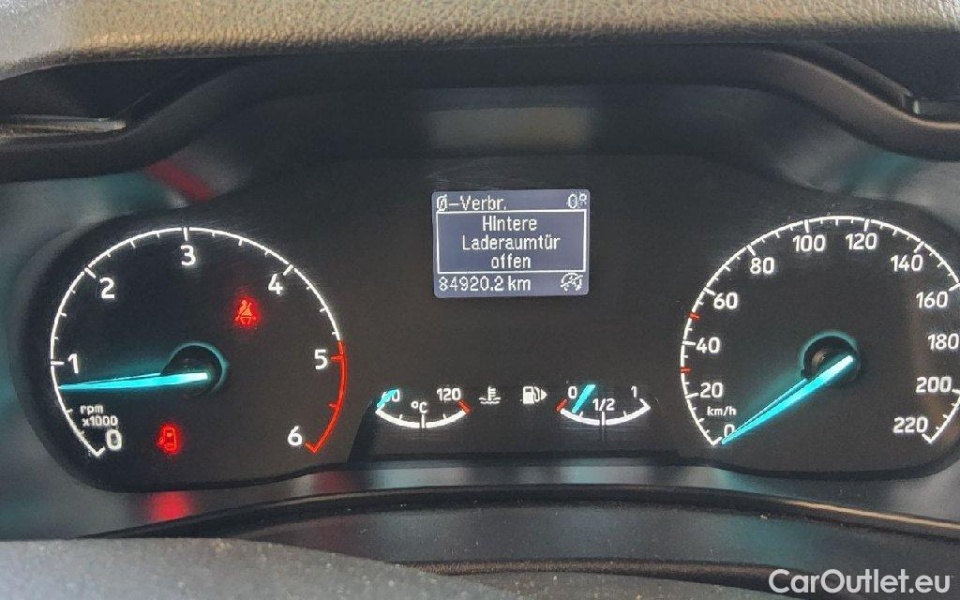 Ø-Verbr.
Hintere
Laderaumtür
offen
84920.2 km
0 1 2 3 4 5 6
rpm
x1000
120
°C
0 1/2 1
0 20 40 60 80 100 120 140 160 180 200 220
km/h
CarOutlet.eu